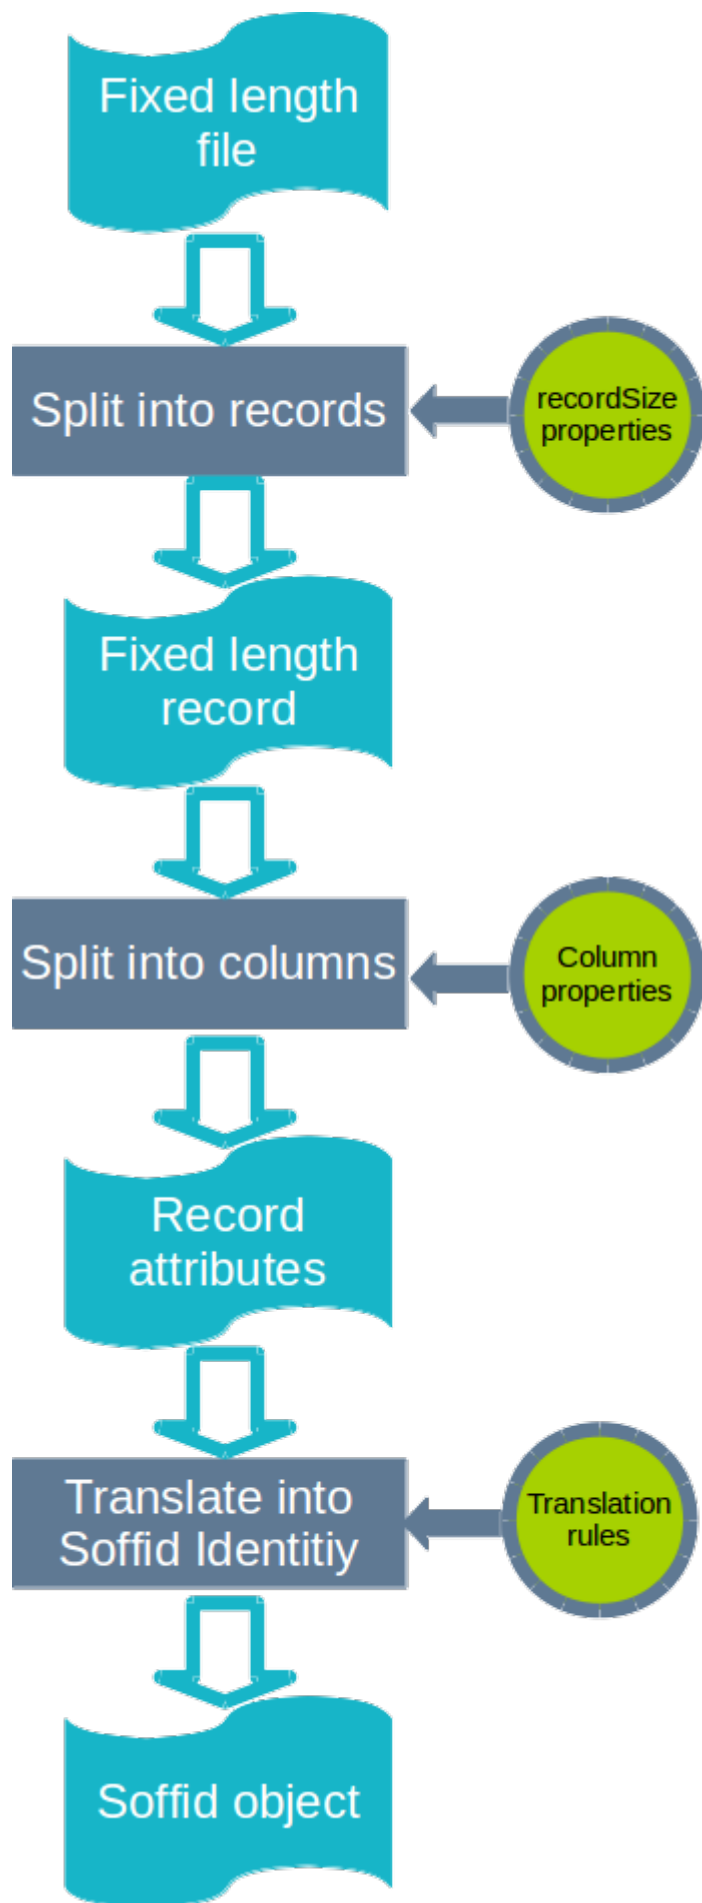 Fixed length
file
Split into records
recordSize
properties
Fixed length
record
Split into columns
Column
properties
Record
attributes
Translate into
Soffid Identitiy
Translation
rules
Soffid object